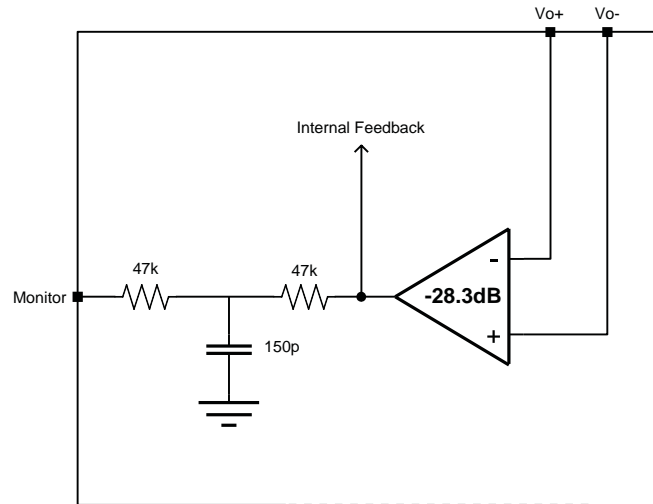 Vo+ Vo-
Internal Feedback
47k 47k
Monitor
-
-28.3dB
+
150p